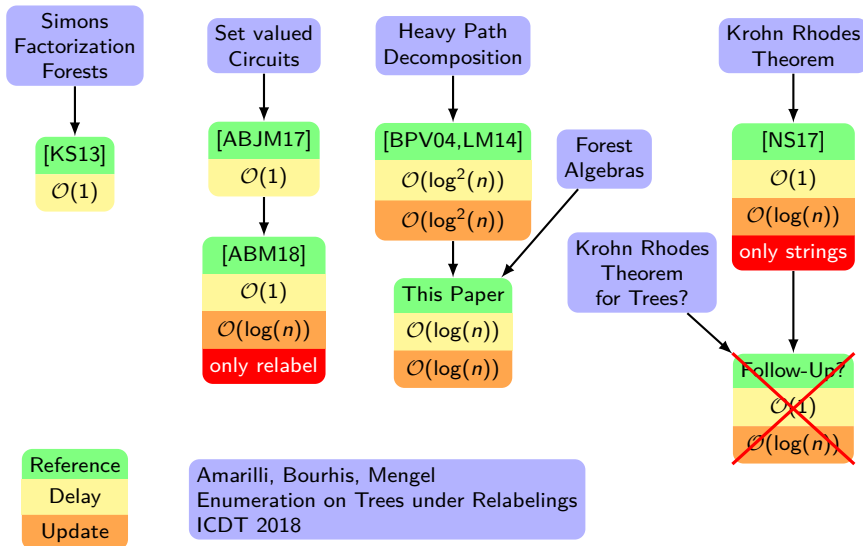 Simons
Factorization
Forests
[KS13]
𝒪(1)
Set valued
Circuits
[ABJM17]
𝒪(1)
[ABM18]
𝒪(1)
𝒪(log(n))
only relabel
Heavy Path
Decomposition
[BPV04,LM14]
𝒪(log²(n))
𝒪(log²(n))
Forest
Algebras
This Paper
𝒪(log(n))
𝒪(log(n))
Krohn Rhodes
Theorem
[NS17]
𝒪(1)
𝒪(log(n))
only strings
Krohn Rhodes
Theorem
for Trees?
Follow-Up?
𝒪(1)
𝒪(log(n))
Reference
Delay
Update
Amarilli, Bourhis, Mengel
Enumeration on Trees under Relabelings
ICDT 2018